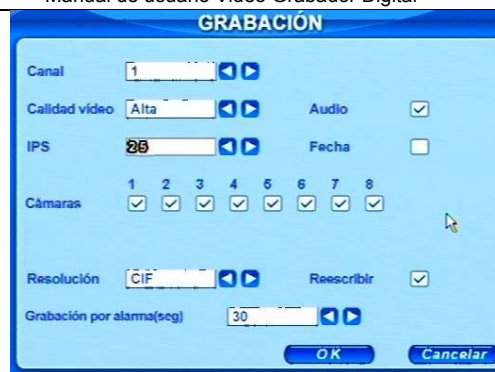 Manual de usuario Video Grabador Digital
GRABACIÓN
Canal 1
Calidad vídeo Alta Audio
IPS 25 Fecha
1 2 3 4 5 6 7 8
Cámaras
Resolución CIF Reescribir
Grabación por alarma(seg) 30
OK Cancelar